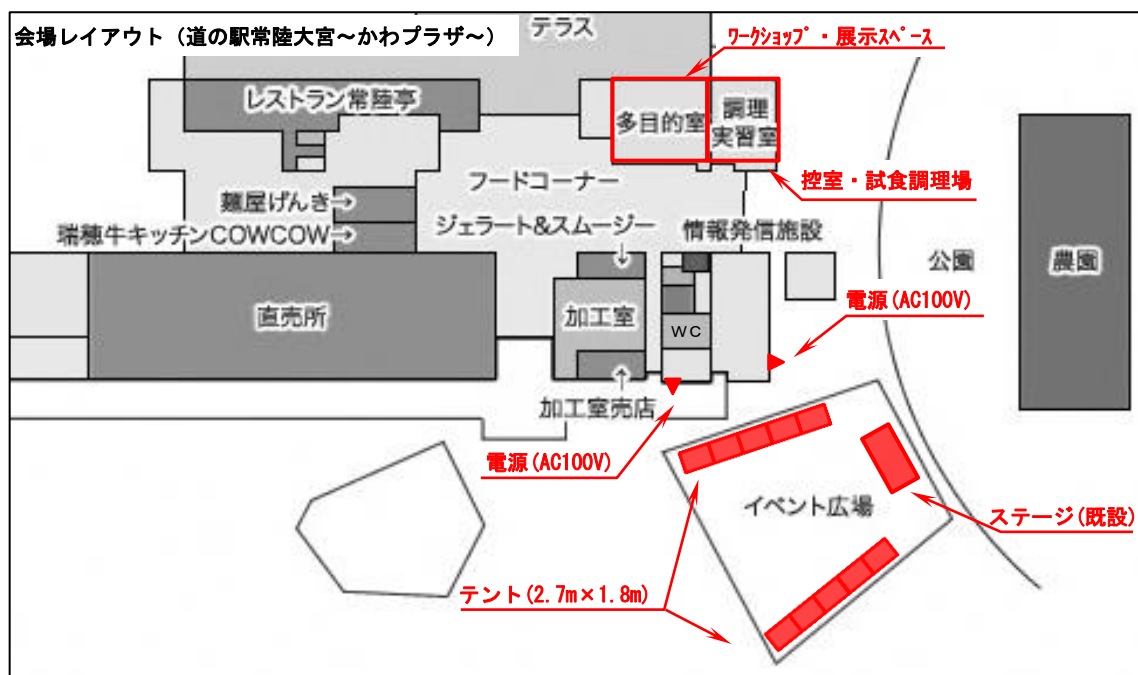 会場レイアウト（道の駅常陸大宮～かわプラザ～）
テラス
ﾜｰｸｼｮｯﾌﾟ・展示ｽﾍﾟｰｽ
レストラン常陸亭
多目的室
調理
実習室
控室・試食調理場
フードコーナー
麺屋げんき→
ジェラート&スムージー
↓
瑞穂牛キッチンCOWCOW→
情報発信施設
公園
農園
電源(AC100V)
直売所
加工室
WC
↑
加工室売店
電源(AC100V)
イベント広場
ステージ(既設)
テント(2.7m×1.8m)